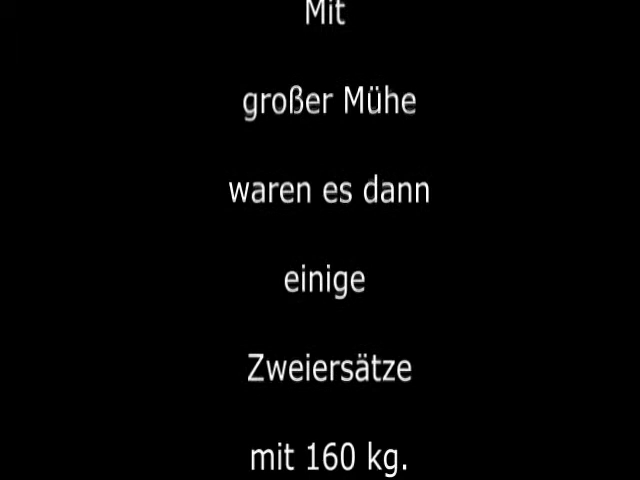 Mit
großer Mühe
waren es dann
einige
Zweiersätze
mit 160 kg.